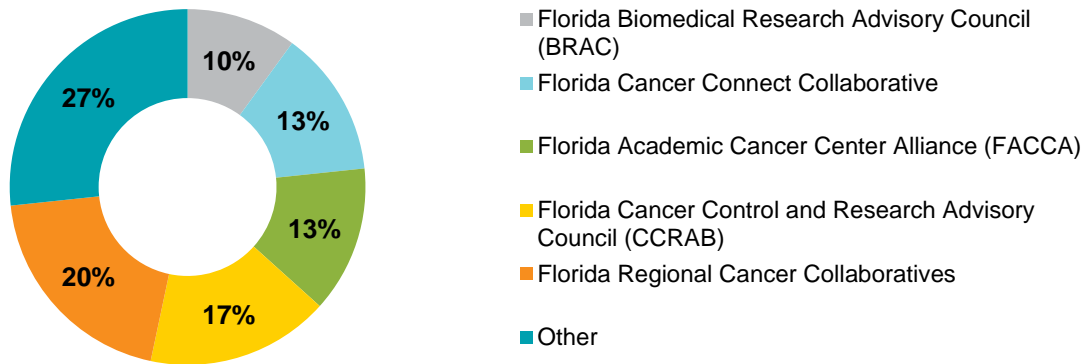 10%
13%
13%
17%
20%
27%
Florida Biomedical Research Advisory Council
(BRAC)
Florida Cancer Connect Collaborative
Florida Academic Cancer Center Alliance (FACCA)
Florida Cancer Control and Research Advisory
Council (CCRAB)
Florida Regional Cancer Collaboratives
Other